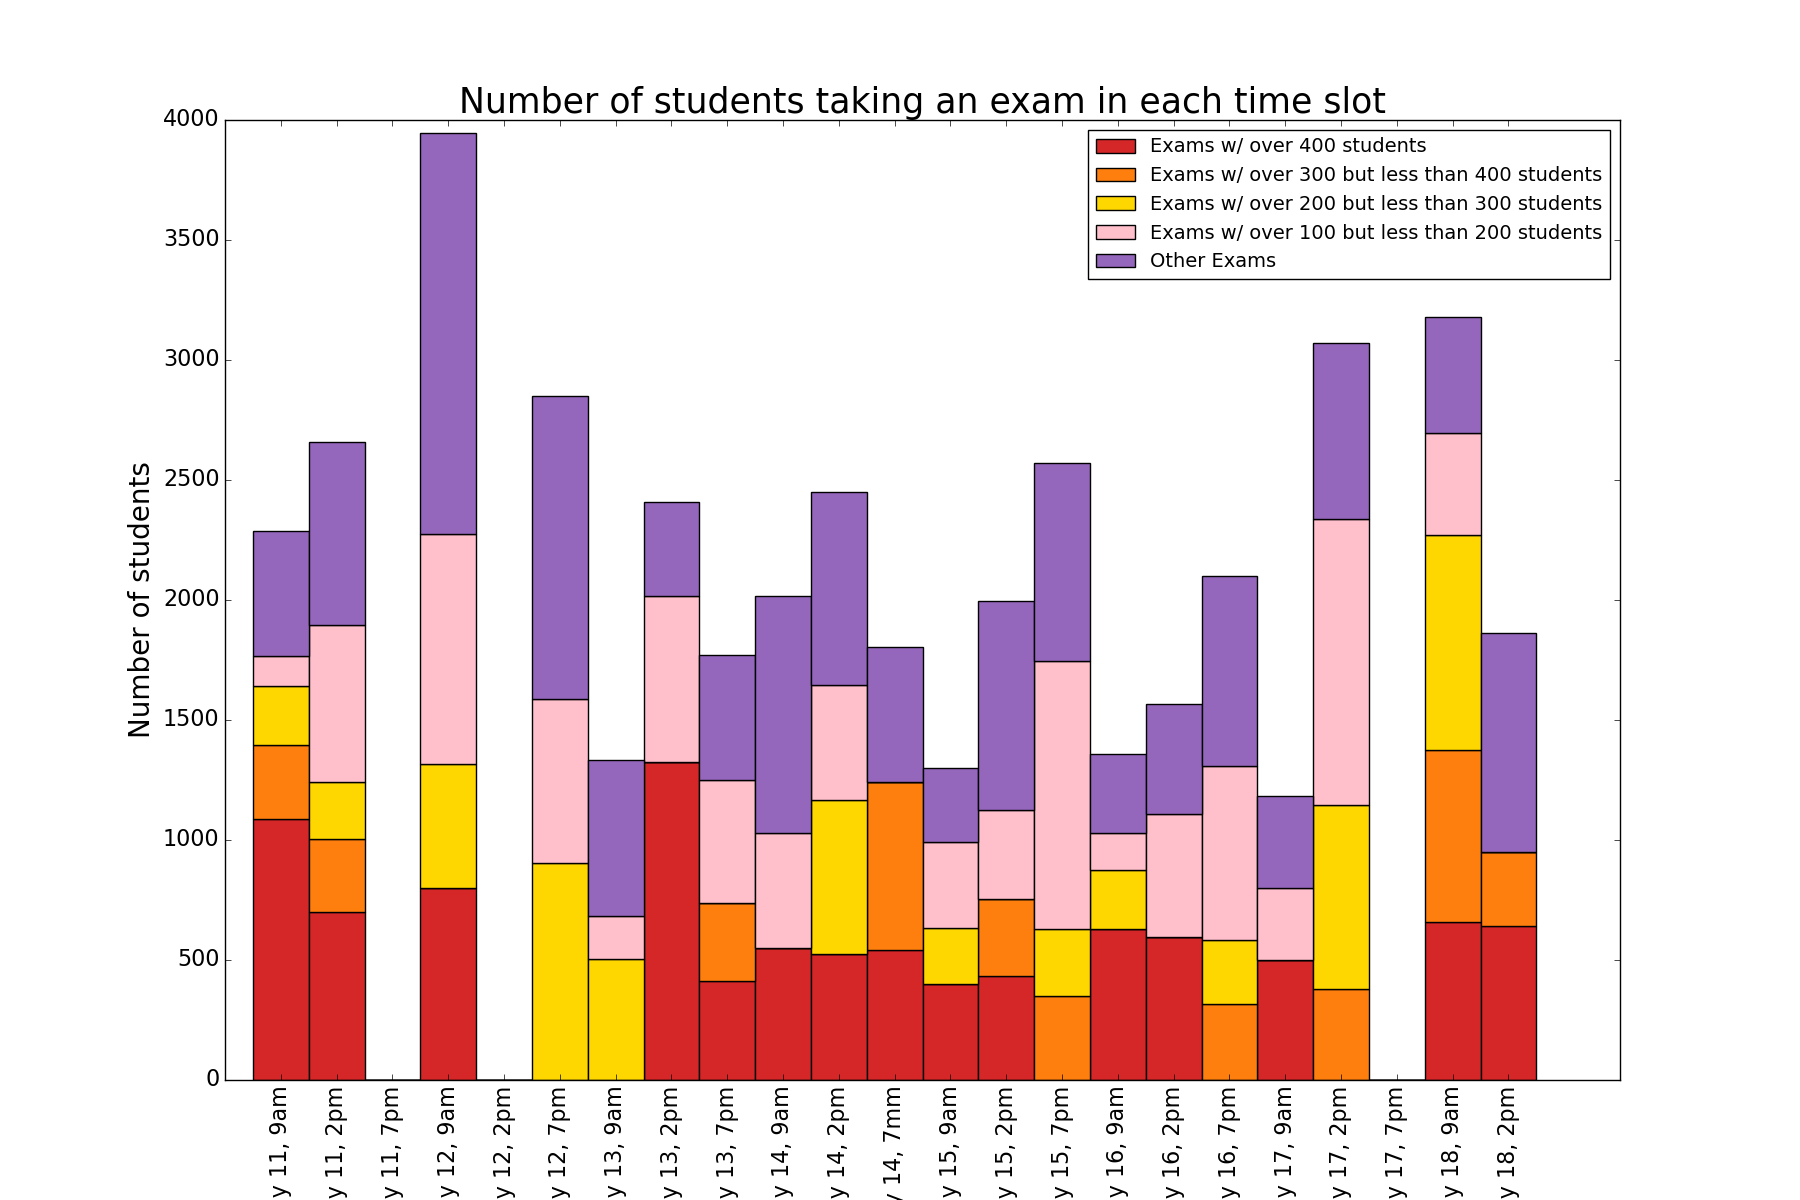 Number of students taking an exam in each time slot
Exams w/ over 400 students
Exams w/ over 300 but less than 400 students
Exams w/ over 200 but less than 300 students
Exams w/ over 100 but less than 200 students
Other Exams
Number of students
4000
3500
3000
2500
2000
1500
1000
500
0
y 11, 9am
y 11, 2pm
y 11, 7pm
y 12, 9am
y 12, 2pm
y 12, 7pm
y 13, 9am
y 13, 2pm
y 13, 7pm
y 14, 9am
y 14, 2pm
y 14, 7mm
y 15, 9am
y 15, 2pm
y 15, 7pm
y 16, 9am
y 16, 2pm
y 16, 7pm
y 17, 9am
y 17, 2pm
y 17, 7pm
y 18, 9am
y 18, 2pm